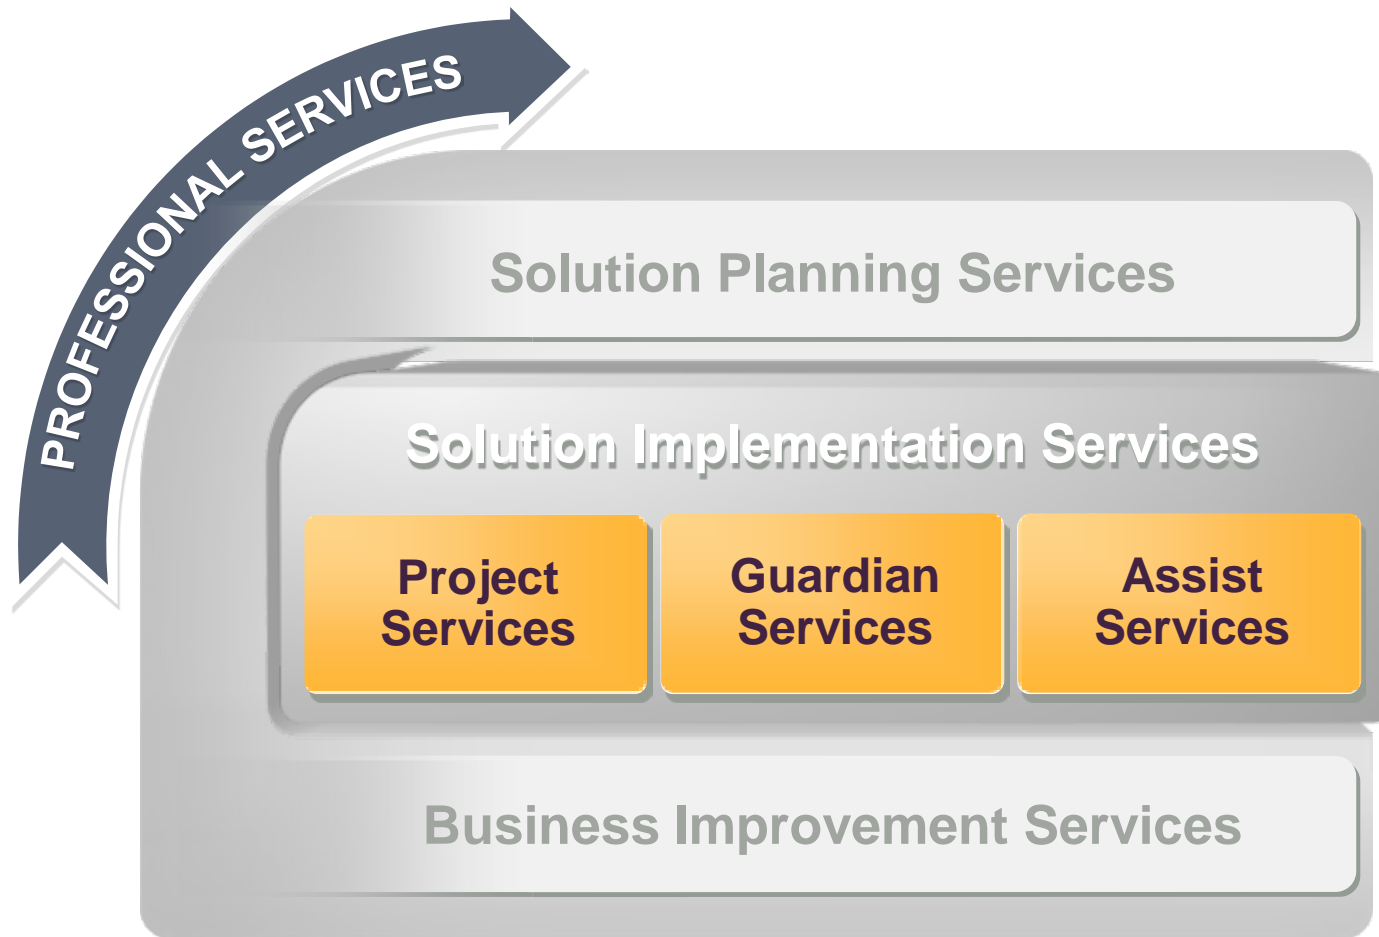 PROFESSIONAL SERVICES
Solution Planning Services
Solution Implementation Services
Project
Services
Guardian
Services
Assist
Services
Business Improvement Services